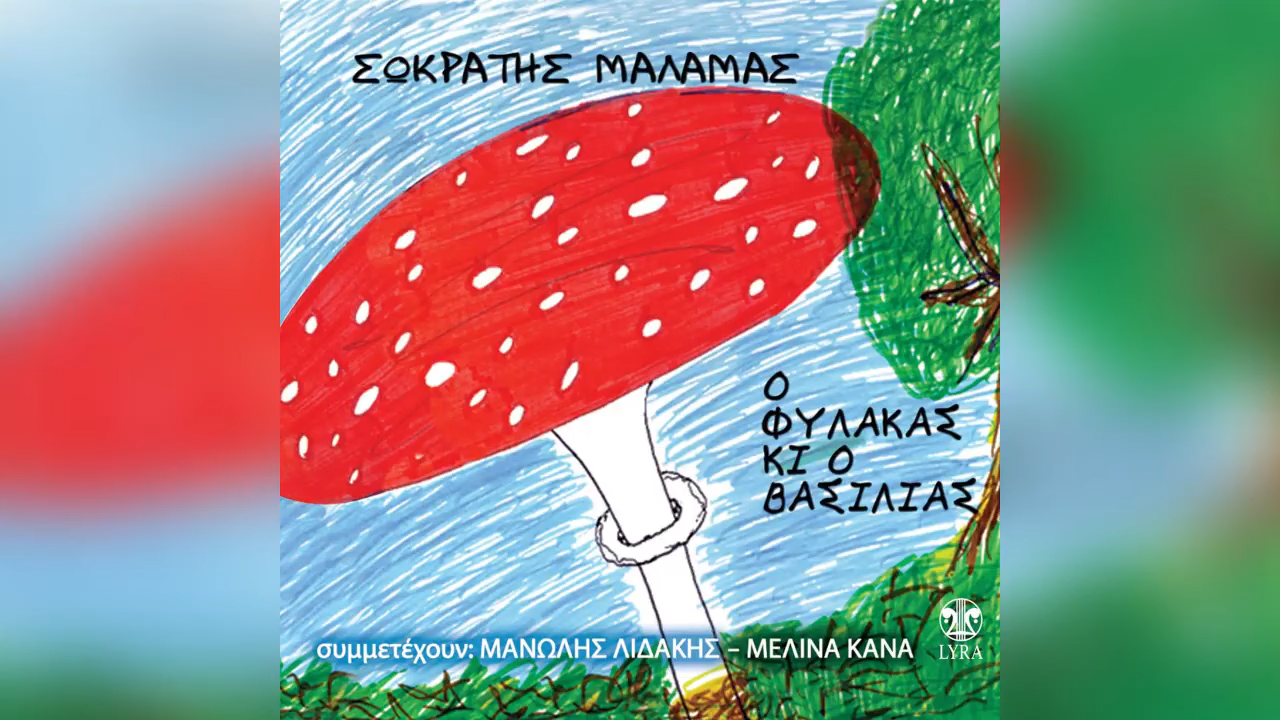 ΣΩΚΡΑΤΗΣ ΜΑΛΑΜΑΣ
Ο
ΦΥΛΑΚΑΣ
ΚΙ Ο
ΒΑΣΙΛΙΑΣ
συμμετέχουν: ΜΑΝΩΛΗΣ ΛΙΔΑΚΗΣ – ΜΕΛΙΝΑ ΚΑΝΑ
LYRA